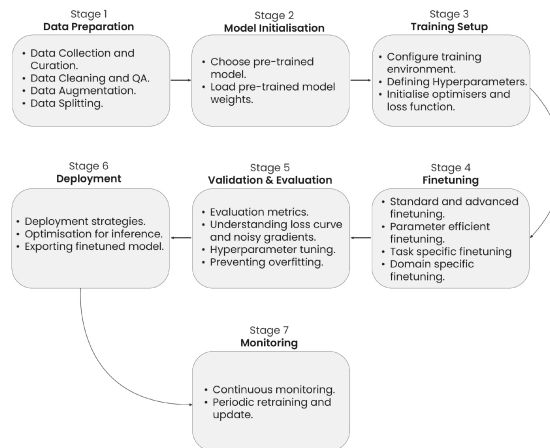 Stage 1
Data Preparation
• Data Collection and
Curation.
• Data Cleaning and QA.
• Data Augmentation.
• Data Splitting.
Stage 2
Model Initialisation
• Choose pre-trained
model.
• Load pre-trained model
weights.
Stage 3
Training Setup
• Configure training
environment.
• Defining Hyperparameters.
• Initialise optimisers and
loss function.
Stage 4
Finetuning
• Standard and advanced
finetuning.
• Parameter efficient
finetuning.
• Task specific finetuning
• Domain specific
finetuning.
Stage 5
Validation & Evaluation
• Evaluation metrics.
• Understanding loss curve
and noisy gradients.
• Hyperparameter tuning.
• Preventing overfitting.
Stage 6
Deployment
• Deployment strategies.
• Optimisation for inference.
• Exporting finetuned model.
Stage 7
Monitoring
• Continuous monitoring.
• Periodic retraining and
update.